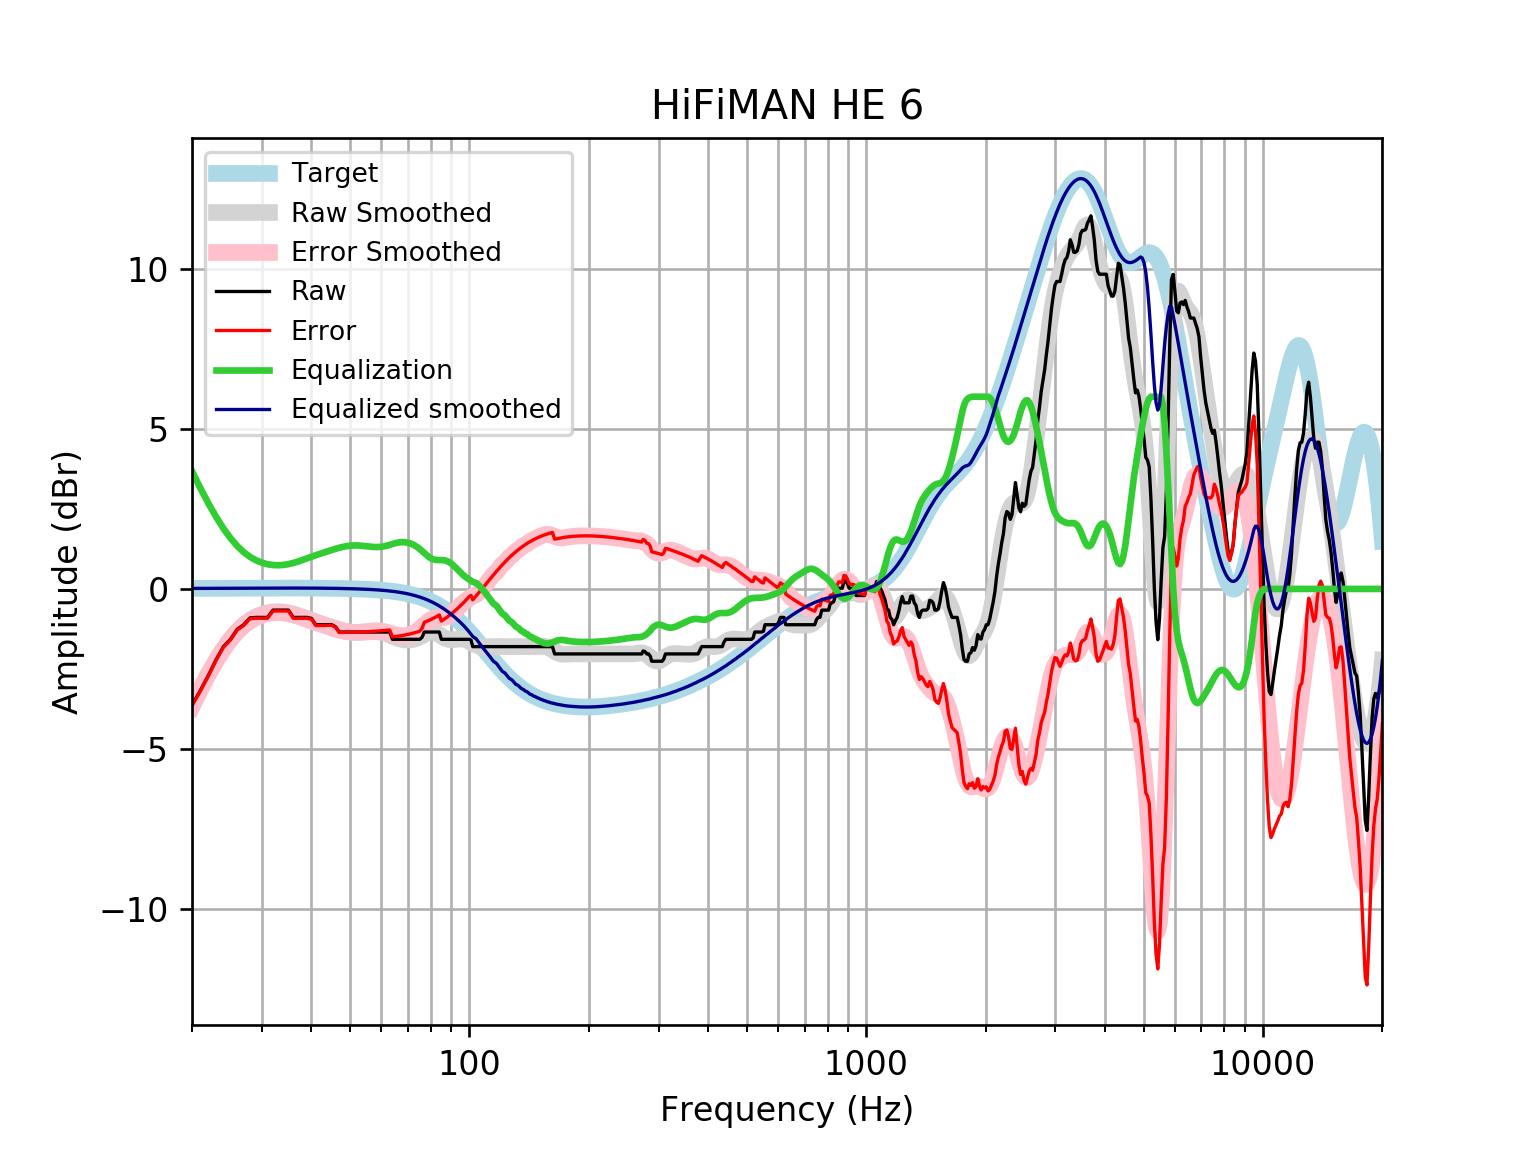 HiFiMAN HE 6
Target
Raw Smoothed
Error Smoothed
Raw
Error
Equalization
Equalized smoothed
10
5
0
−5
−10
Amplitude (dBr)
100
1000
10000
Frequency (Hz)